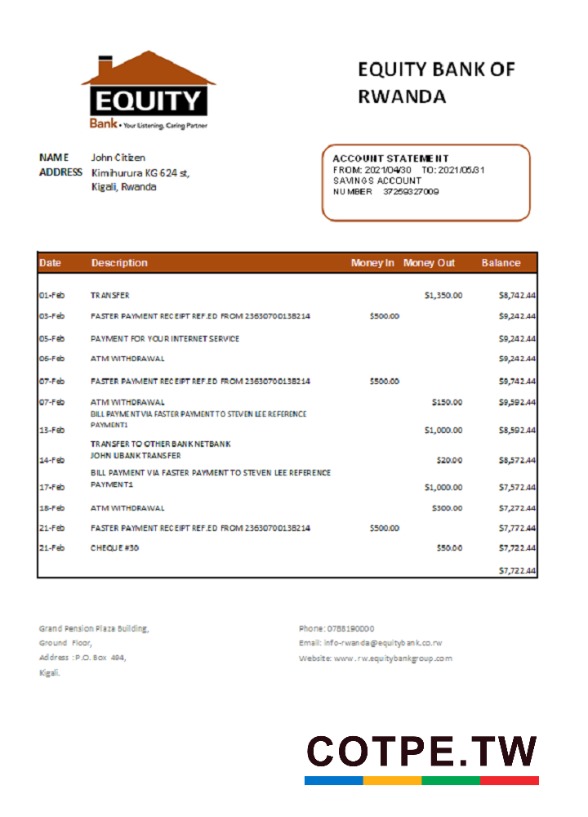 EQUITY
Bank • Your Listening, Caring Partner
EQUITY BANK OF
RWANDA
NAME John Citizen
ADDRESS Kimihurura KG 624 st,
Kigali, Rwanda
ACCOUNT STATEMENT
FROM: 2021/04/30 TO: 2021/05/31
SAVINGS ACCOUNT
NUMBER 37259327009
Date Description Money In Money Out Balance
01-Feb TRANSFER $1,350.00 $8,742.44
03-Feb FASTER PAYMENT RECEIPT REF.ED FROM 23630700138214 $500.00 $9,242.44
05-Feb PAYMENT FOR YOUR INTERNET SERVICE $9,242.44
06-Feb ATM WITHDRAWAL $9,242.44
07-Feb FASTER PAYMENT RECEIPT REF.ED FROM 23630700138214 $500.00 $9,742.44
07-Feb ATM WITHDRAWAL $150.00 $9,592.44
BILL PAYMENT VIA FASTER PAYMENT TO STEVEN LEE REFERENCE
PAYMENT1
13-Feb $1,000.00 $8,592.44
TRANSFER TO OTHER BANK NETBANK
JOHN UBANK TRANSFER
14-Feb $20.00 $8,572.44
BILL PAYMENT VIA FASTER PAYMENT TO STEVEN LEE REFERENCE
17-Feb PAYMENT1 $1,000.00 $7,572.44
18-Feb ATM WITHDRAWAL $300.00 $7,272.44
21-Feb FASTER PAYMENT RECEIPT REF.ED FROM 23630700138214 $500.00 $7,772.44
21-Feb CHEQUE #30 $50.00 $7,722.44
$7,722.44
Grand Pension Plaza Building,
Ground Floor,
Address :P.O. Box 494,
Kigali.
Phone: 0788190000
Email: info-rwanda@equitybank.co.rw
Website: www.rw.equitybankgroup.com
COTPE.TW